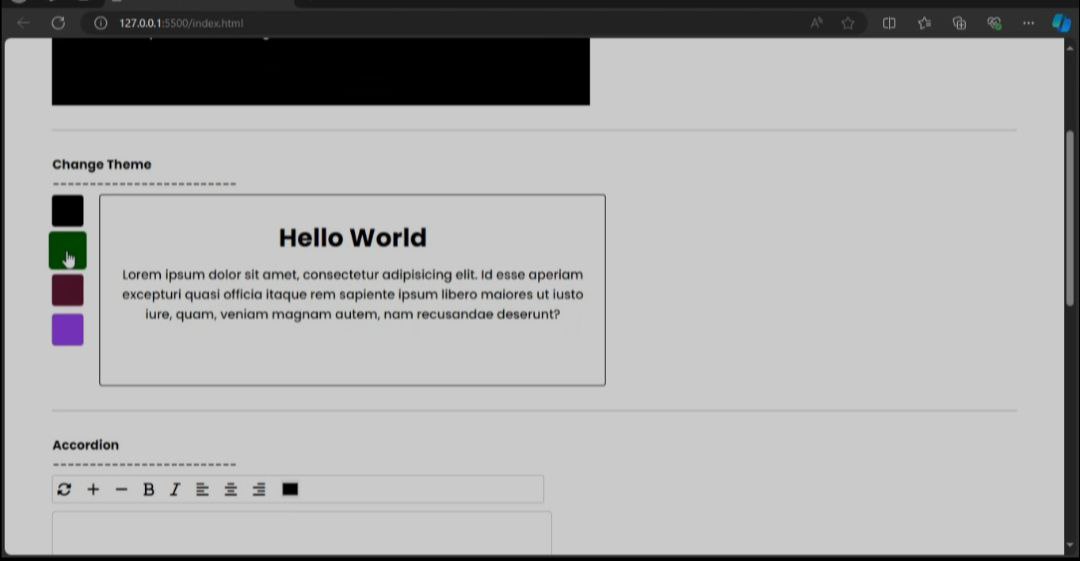 127.0.0.1:5500/index.html
Change Theme
-------------------------
Hello World
Lorem ipsum dolor sit amet, consectetur adipisicing elit. Id esse aperiam
excepturi quasi officia itaque rem sapiente ipsum libero maiores ut iusto
iure, quam, veniam magnam autem, nam recusandae deserunt?
Accordion
-------------------------
B I